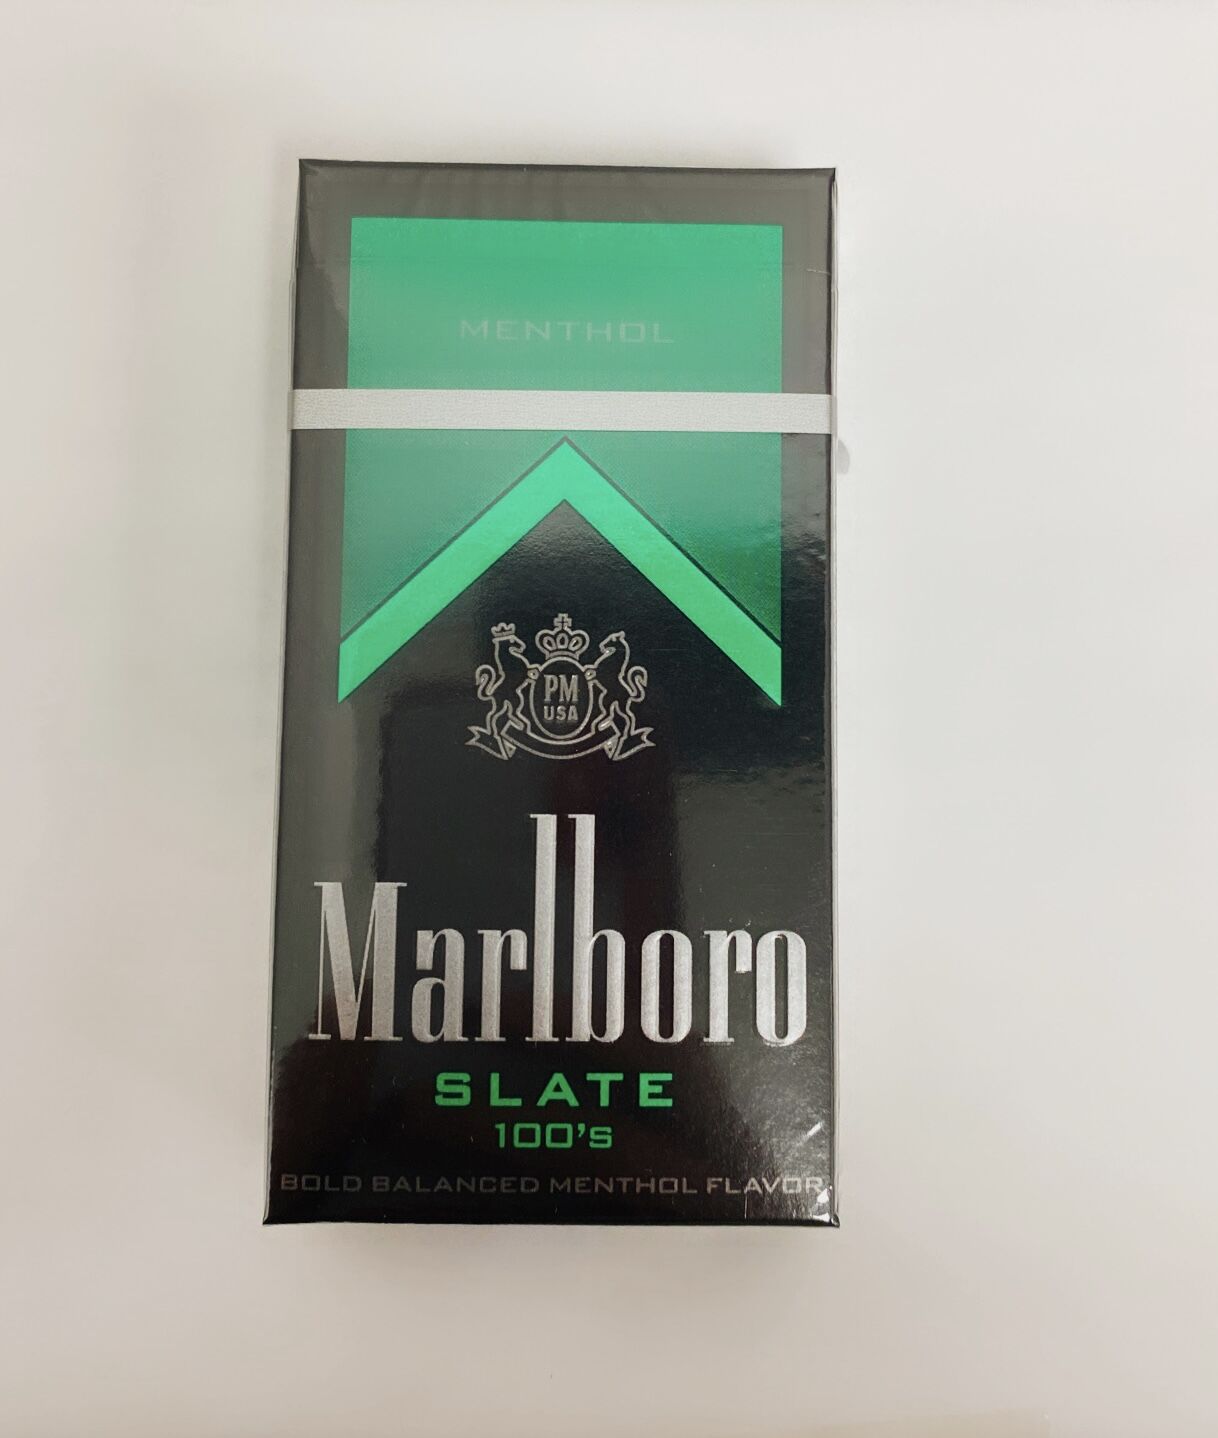 MENTHOL
PM
USA
Marlboro
SLATE
100's
BOLD BALANCED MENTHOL FLAVOR